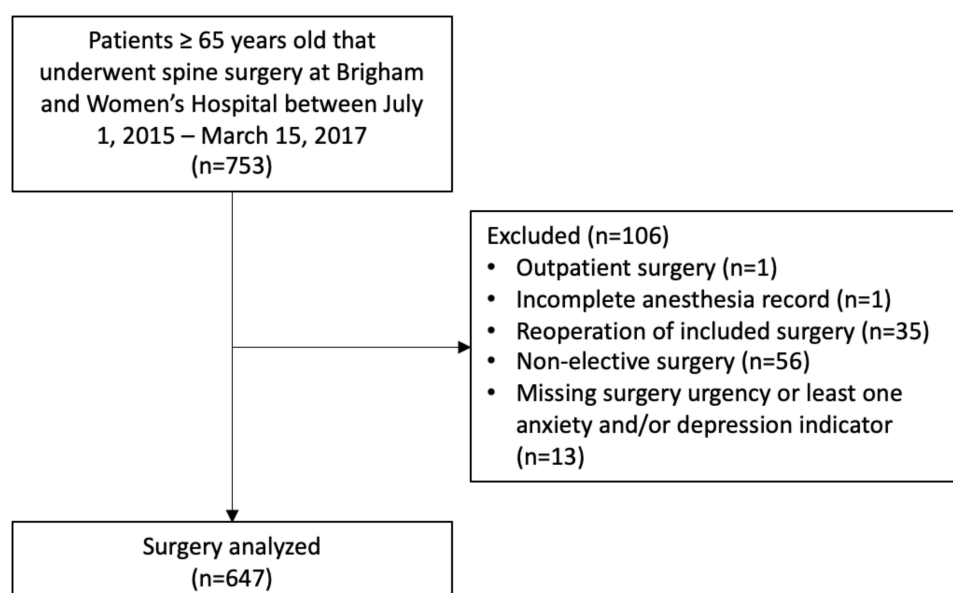 Patients ≥ 65 years old that
underwent spine surgery at Brigham
and Women’s Hospital between July
1, 2015 – March 15, 2017
(n=753)
Excluded (n=106)
• Outpatient surgery (n=1)
• Incomplete anesthesia record (n=1)
• Reoperation of included surgery (n=35)
• Non-elective surgery (n=56)
• Missing surgery urgency or least one
anxiety and/or depression indicator
(n=13)
Surgery analyzed
(n=647)